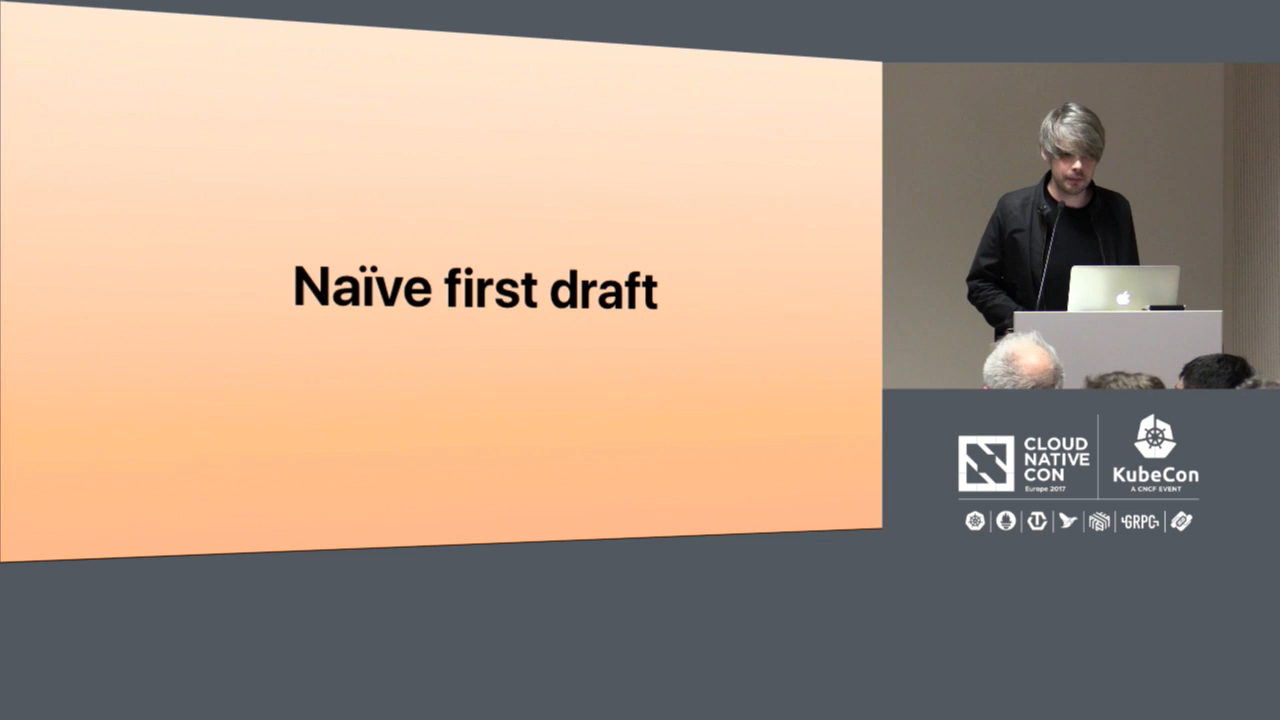 Naïve first draft
CLOUD
NATIVE
CON
Europe 2017
KubeCon
A CNCF EVENT
GRPC